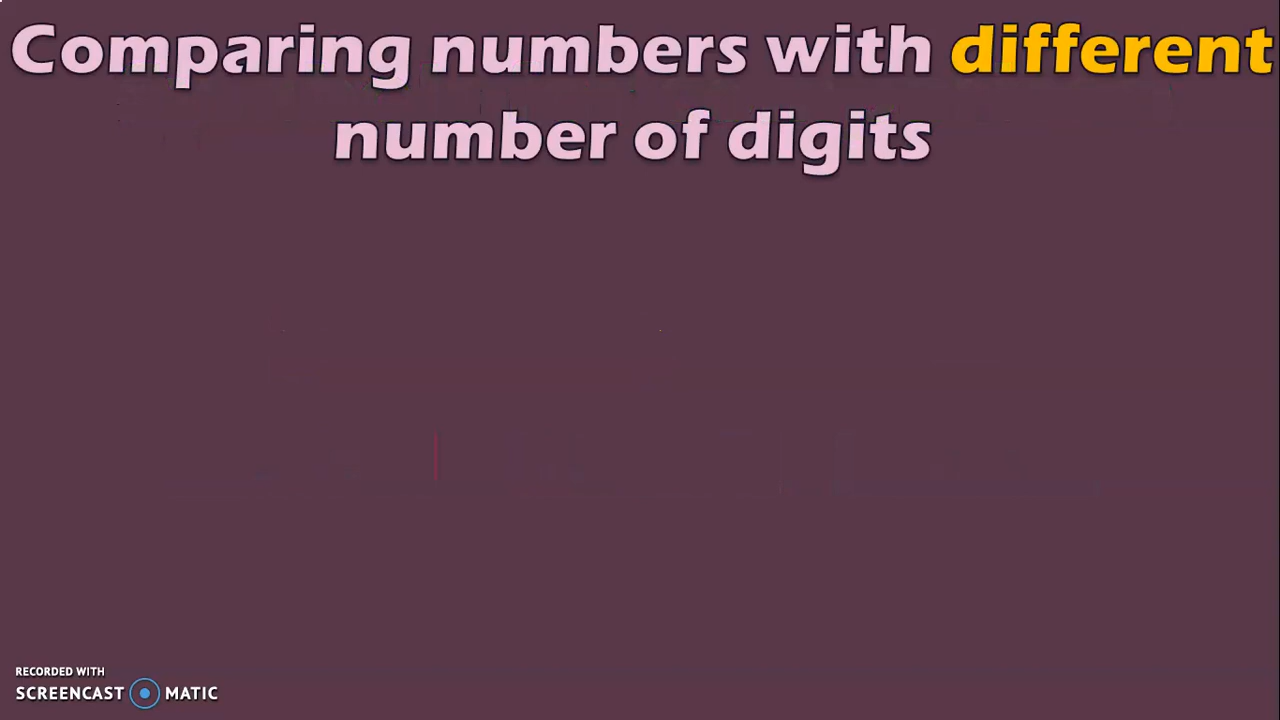 Comparing numbers with different
number of digits
RECORDED WITH
SCREENCAST MATIC